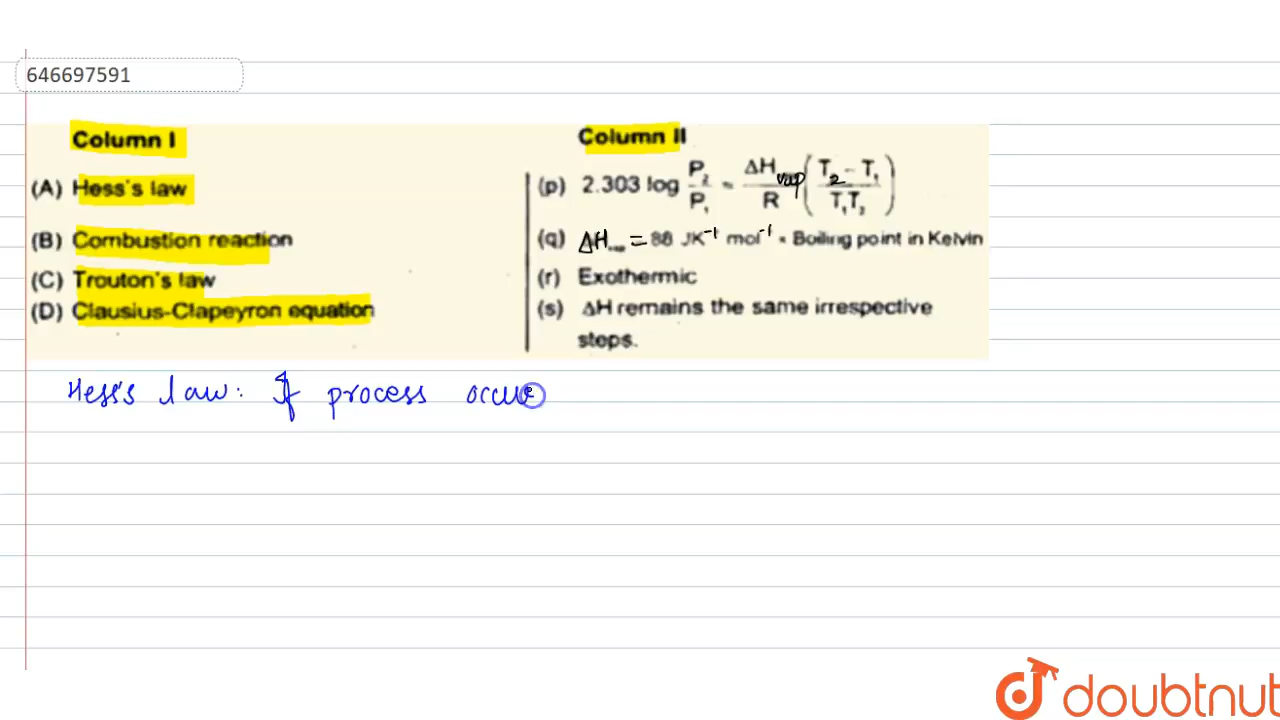 646697591
Column I
Column II
(A) Hess's law
(p) 2.303 log P₂/P₁ = ΔH vap/R (T₂ - T₁/T₁T₂)
(B) Combustion reaction
(q) ΔH = 88 JK⁻¹ mol⁻¹ × Boiling point in Kelvin
(C) Trouton's law
(r) Exothermic
(D) Clausius-Clapeyron equation
(s) ΔH remains the same irrespective
steps.
Hess's law: If process occur
doubtnut